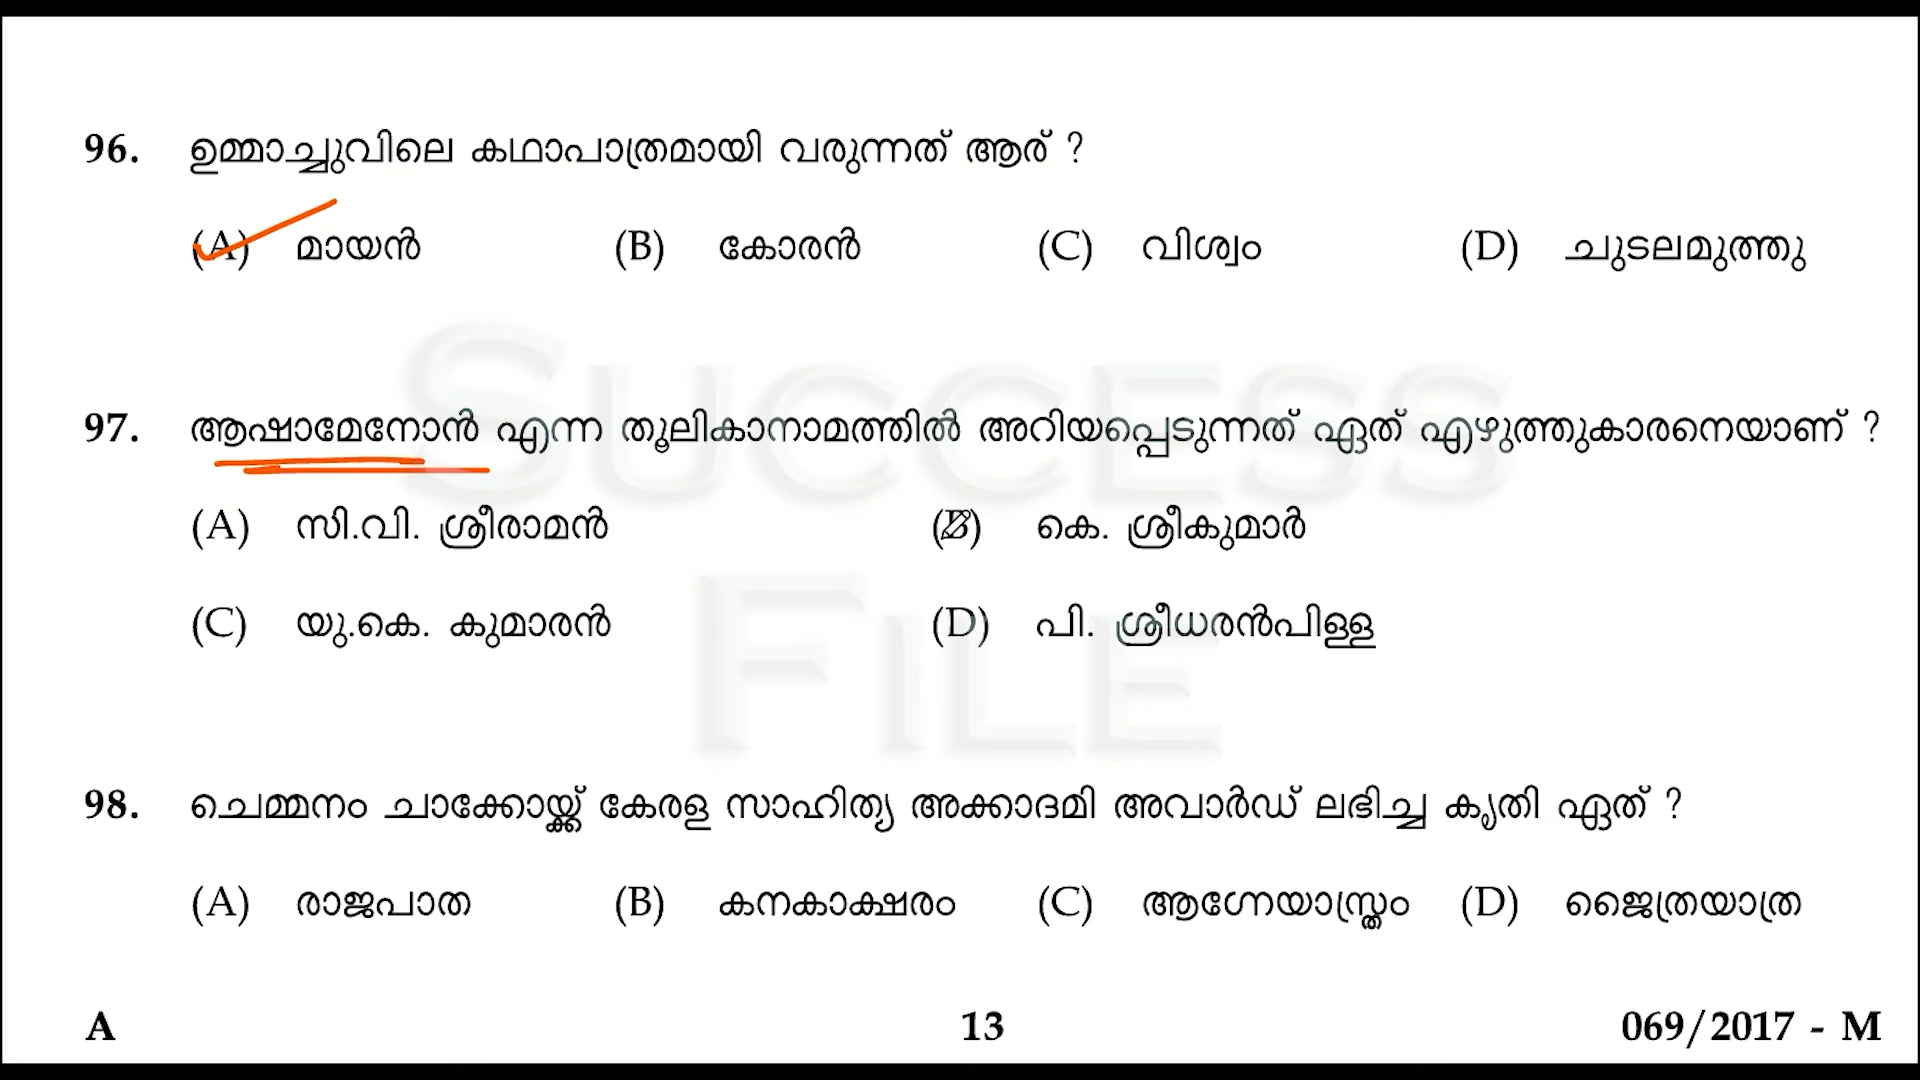 96. ഉമ്മാച്ചുവിലെ കഥാപാത്രമായി വരുന്നത് ആര് ?
(A) മായൻ (B) കോരൻ (C) വിശ്വം (D) ചുടലമുത്തു
SUCCESS
97. ആഷാമേനോൻ എന്ന തൂലികാനാമത്തിൽ അറിയപ്പെടുന്നത് ഏത് എഴുത്തുകാരനെയാണ് ?
(A) സി.വി. ശ്രീരാമൻ (B) കെ. ശ്രീകുമാർ
(C) യു.കെ. കുമാരൻ (D) പി. ശ്രീധരൻപിള്ള
FILE
98. ചെമ്മനം ചാക്കോയ്ക്ക് കേരള സാഹിത്യ അക്കാദമി അവാർഡ് ലഭിച്ച കൃതി ഏത് ?
(A) രാജപാത (B) കനകാക്ഷരം (C) ആഗ്നേയാസ്ത്രം (D) ജൈത്രയാത്ര
A 13 069/2017 - M